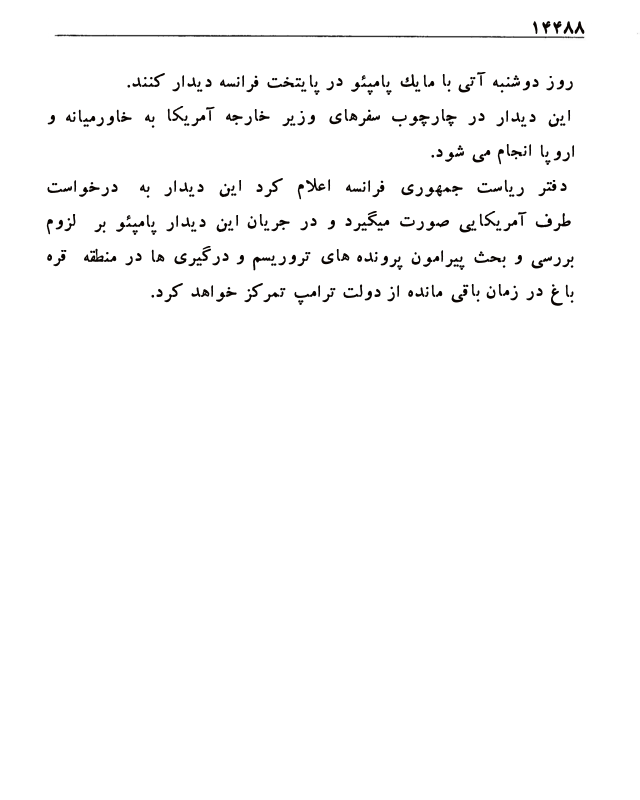 ۱۴۴۸۸
روز دوشنبه آتی با مایك پامپئو در پایتخت فرانسه دیدار کنند.
این دیدار در چارچوب سفرهای وزیر خارجه آمریکا به خاورمیانه و
اروپا انجام می شود.
دفتر ریاست جمهوری فرانسه اعلام کرد این دیدار به درخواست
طرف آمریکایی صورت میگیرد و در جریان این دیدار پامپئو بر لزوم
بررسی و بحث پیرامون پرونده های تروریسم و درگیری ها در منطقه قره
باغ در زمان باقی مانده از دولت ترامپ تمرکز خواهد کرد.